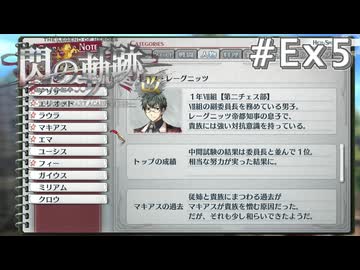 THE LEGEND OF HEROES
閃の軌跡
NOTE
CATEGORIES
#Ex5
・レーグニッツ
エリオット
ラウラ
マキアス
エマ
ユーシス
フィー
ガイウス
ミリアム
クロウ
1年Ⅶ組【第二チェス部】
Ⅶ組の副委員長を務めている男子。
レーグニッツ帝都知事の息子で、
貴族には強い対抗意識を持っている。
トップの成績
中間試験の結果は委員長と並んで1位。
相当な努力が実った結果に。
マキアスの過去
従姉と貴族にまつわる過去が
マキアスが貴族を憎む原因だった。
だが、それも少し和らいできたようだ。